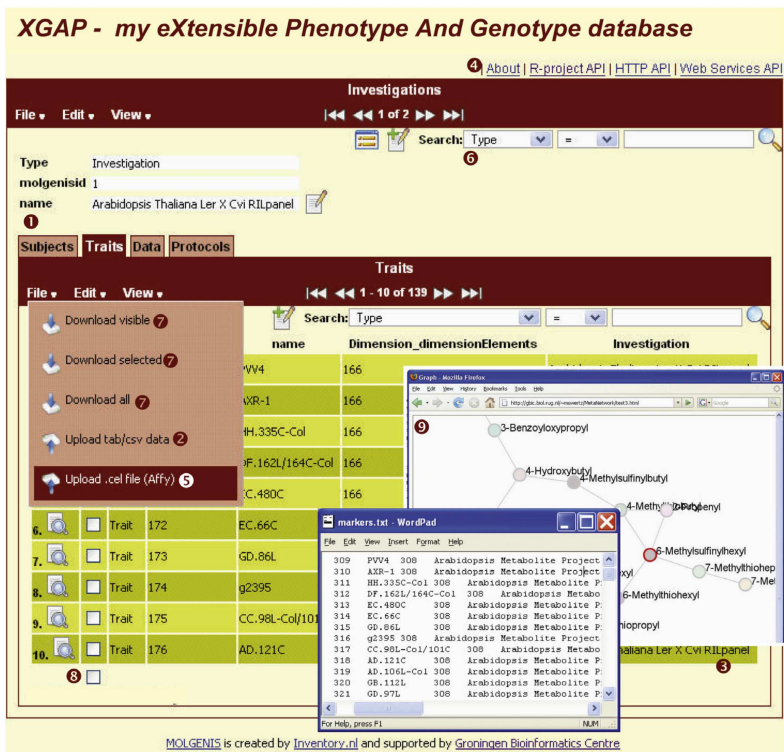 XGAP - my eXtensible Phenotype And Genotype database
4 About | R-project API | HTTP API | Web Services API
Investigations
File Edit View 1 of 2
Search: Type =
6
Type Investigation
molgenisid 1
name Arabidopsis Thaliana Ler X Cvi RILpanel
1
Subjects Traits Data Protocols
Traits
File Edit View 1 - 10 of 139
Search: Type =
name Dimension_dimensionElements Investigation
Download visible 7
Download selected 7
Download all 7
Upload tab/csv data 2
Upload .cel file (Affy) 5
PVV4 166
AXR-1 166
HH.335C-Col 166
DF.162L/164C-Col 166
EC.480C 166
6. Trait 172 EC.66C
7. Trait 173 GD.86L
8. Trait 174 g2395
9. Trait 175 CC.98L-Col/101
10. Trait 176 AD.121C
Thaliana Ler X Cvi RILpanel
3
8
Graph - Mozilla Firefox
File Edit View History Bookmarks Tools Help
Google
9
3-Benzoyloxypropyl
4-Hydroxybutyl
4-Methylsulfinylbutyl
6-Methylsulfinylhexyl
7-Methylthiohep
7-Met
6-Methylthiohexyl
hiopropyl
markers.txt - WordPad
File Edit View Insert Format Help
309 PVV4 308 Arabidopsis Metabolite Project
310 AXR-1 308 Arabidopsis Metabolite Project
311 HH.335C-Col 308 Arabidopsis Metabolite P
312 DF.162L/164C-Col 308 Arabidopsis Metabo
313 EC.480C 308 Arabidopsis Metabolite P
314 EC.66C 308 Arabidopsis Metabolite P
315 GD.86L 308 Arabidopsis Metabolite P
316 g2395 308 Arabidopsis Metabolite Project
317 CC.98L-Col/101C 308 Arabidopsis Metabo
318 AD.121C 308 Arabidopsis Metabolite P
319 AD.106L-Col 308 Arabidopsis Metabolite P
320 GB.112L 308 Arabidopsis Metabolite P
321 GD.97L 308 Arabidopsis Metabolite P
For Help, press F1 NUM
MOLGENIS is created by Inventory.nl and supported by Groningen Bioinformatics Centre